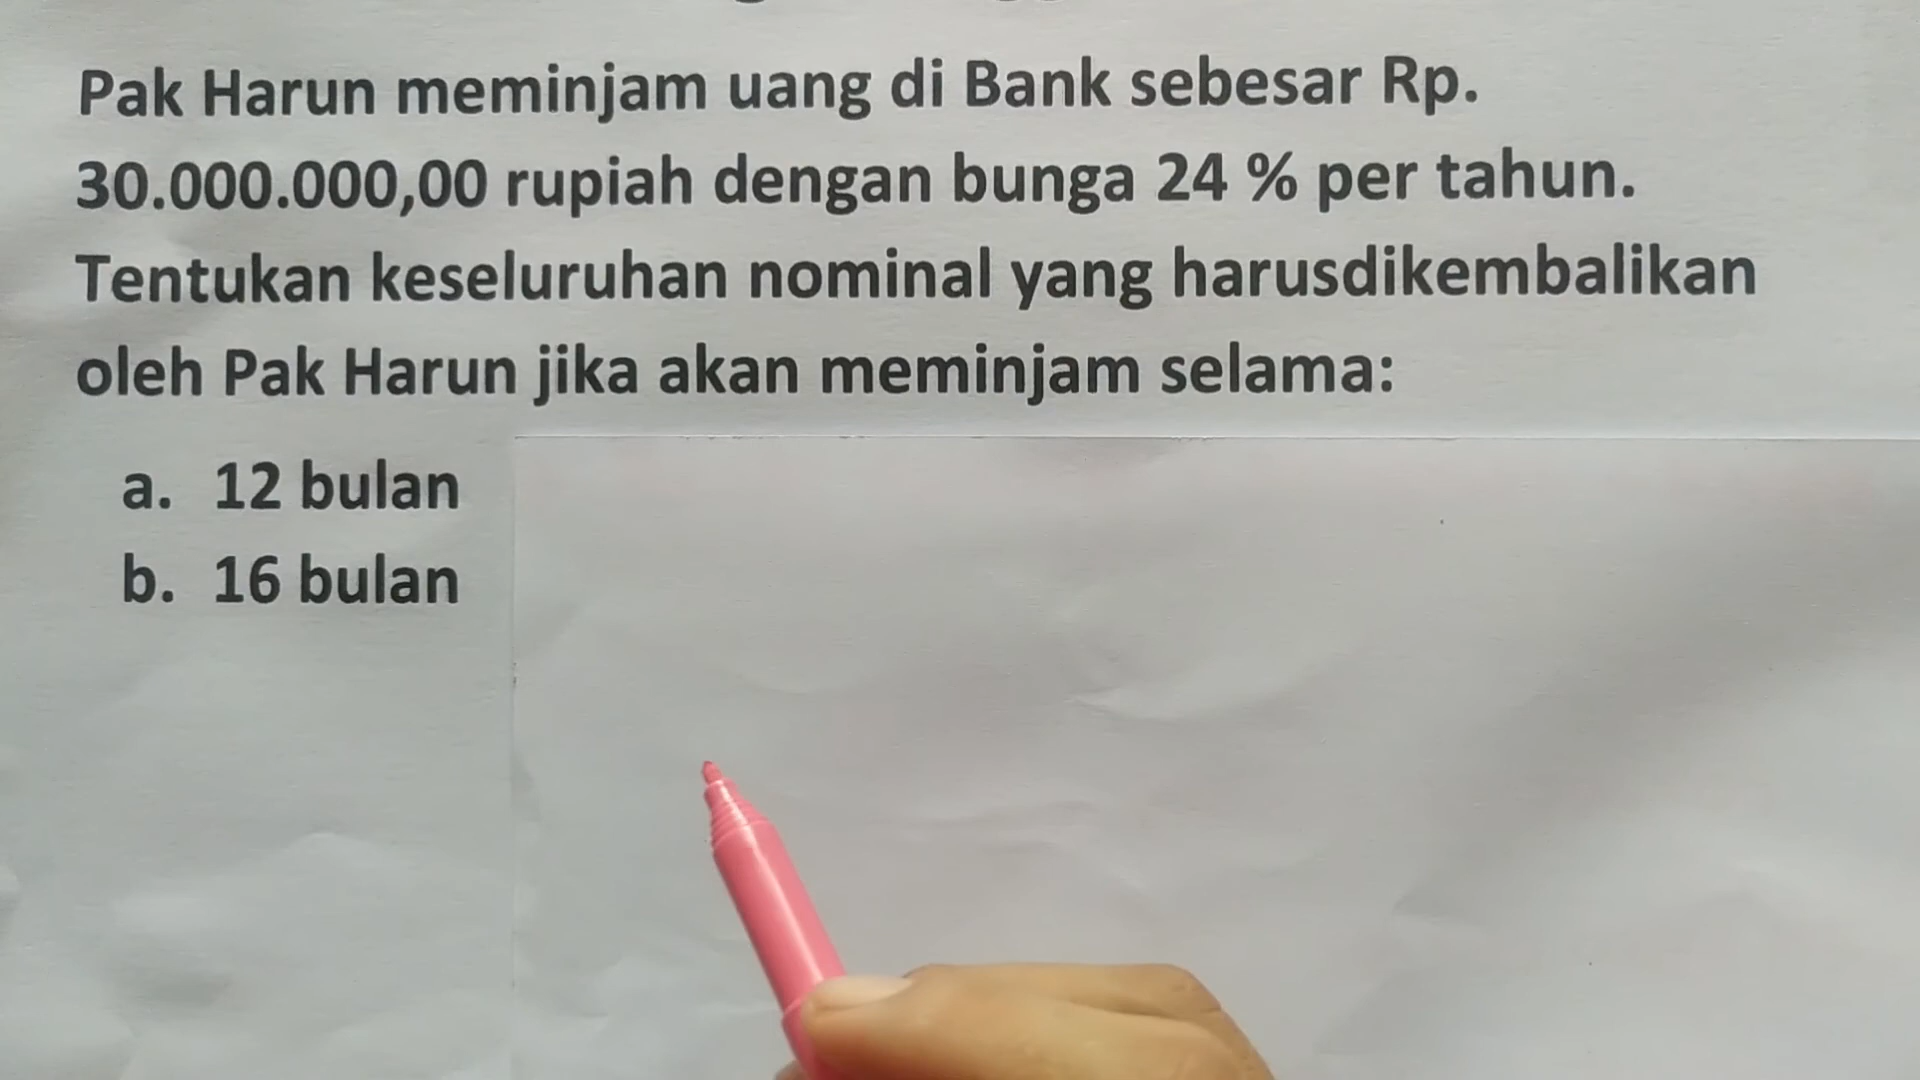 Pak Harun meminjam uang di Bank sebesar Rp.
30.000.000,00 rupiah dengan bunga 24 % per tahun.
Tentukan keseluruhan nominal yang harusdikembalikan
oleh Pak Harun jika akan meminjam selama:
a. 12 bulan
b. 16 bulan